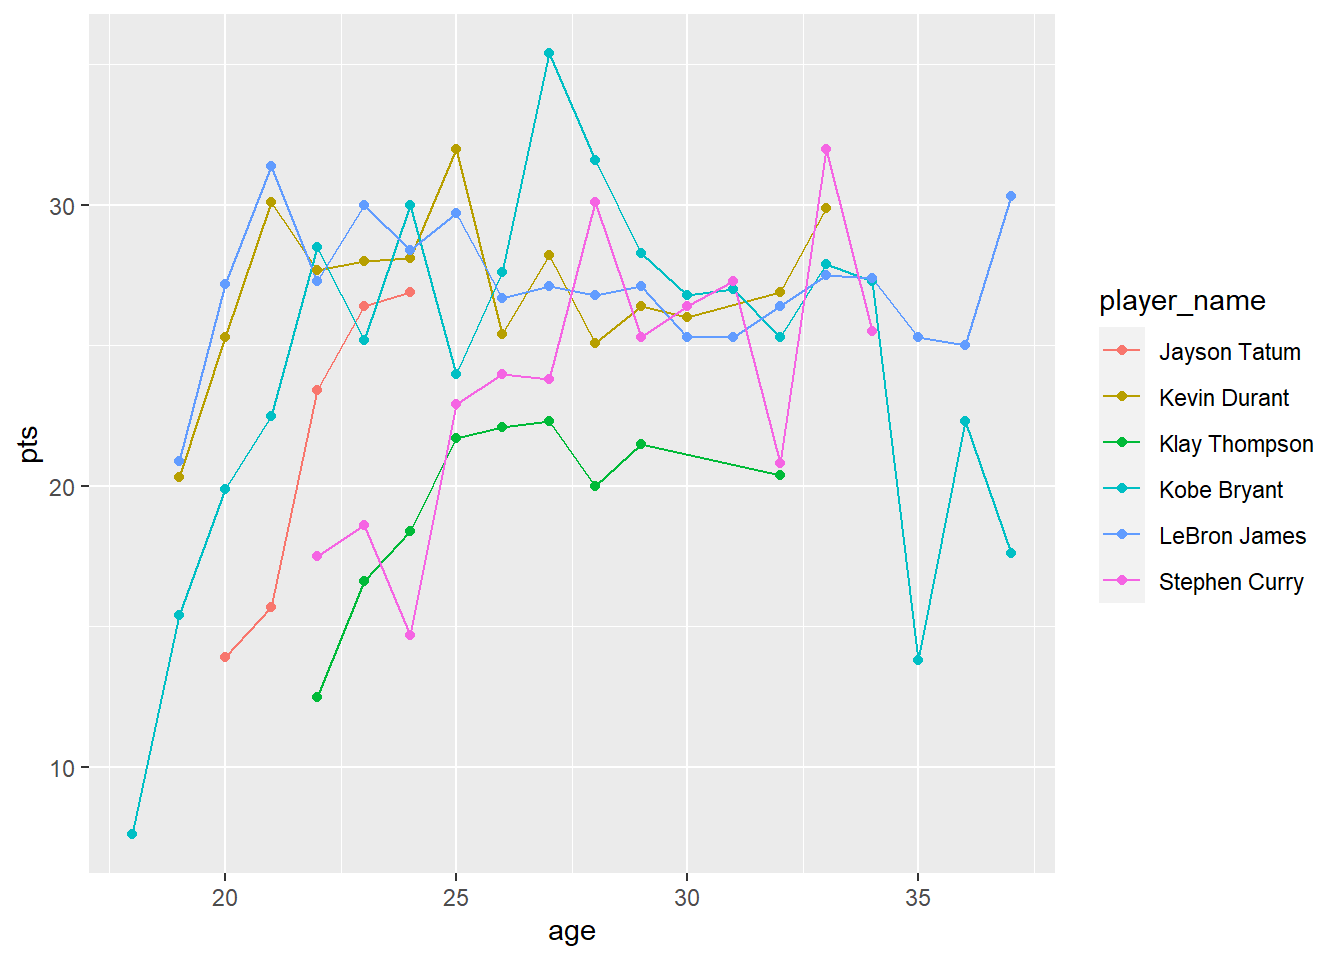 30
20
10
pts
20
25
30
35
age
player_name
Jayson Tatum
Kevin Durant
Klay Thompson
Kobe Bryant
LeBron James
Stephen Curry